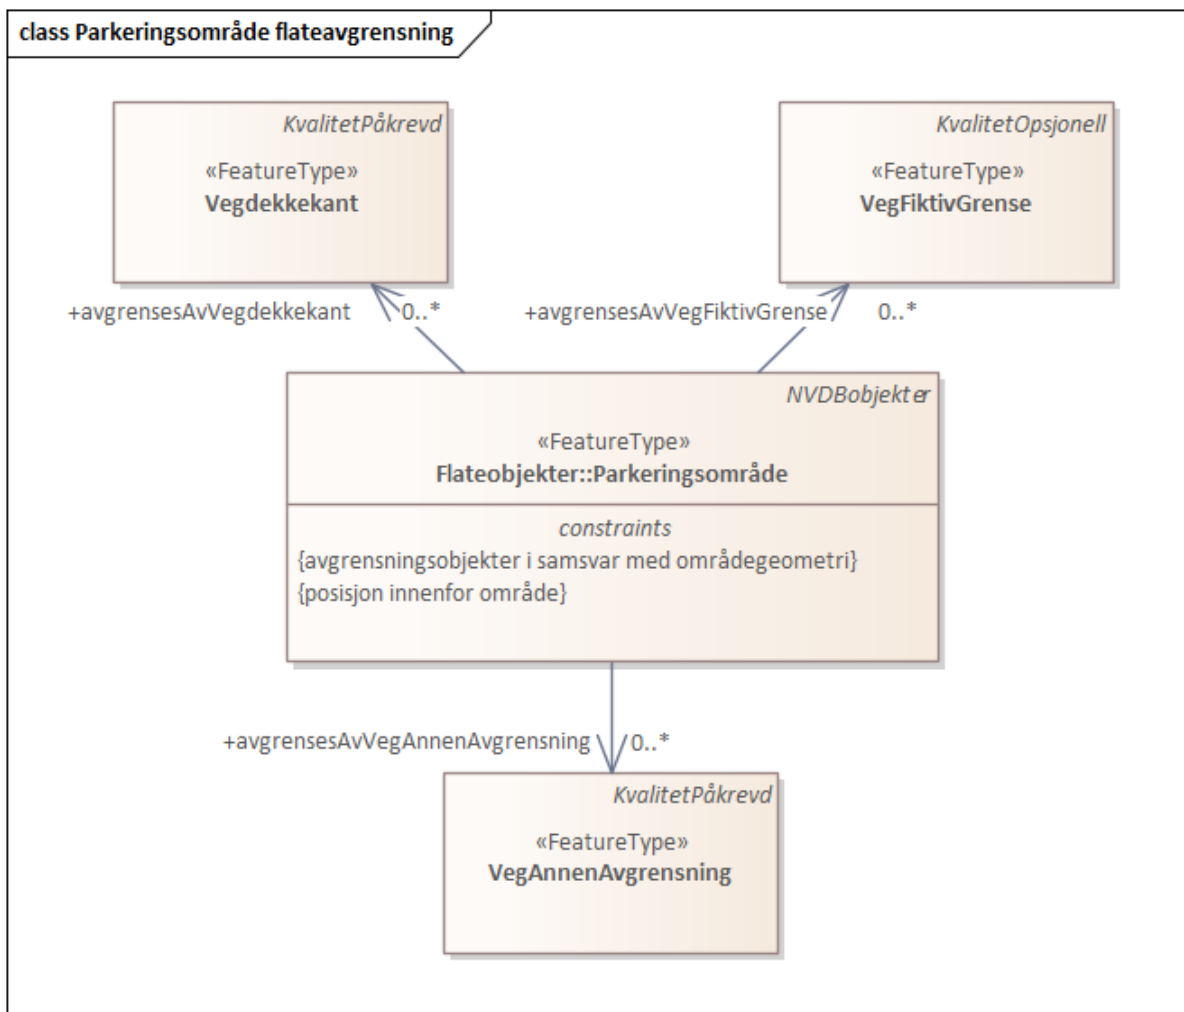 class Parkeringsområde flateavgrensning
KvalitetPåkrevd
«FeatureType»
Vegdekkekant
KvalitetOpsjonell
«FeatureType»
VegFiktivGrense
+avgrensesAvVegdekkekant
0..*
+avgrensesAvVegFiktivGrense
0..*
NVDBobjekter
«FeatureType»
Flateobjekter::Parkeringsområde
constraints
{avgrensningsobjekter i samsvar med områdegeometri}
{posisjon innenfor område}
+avgrensesAvVegAnnenAvgrensning
0..*
KvalitetPåkrevd
«FeatureType»
VegAnnenAvgrensning